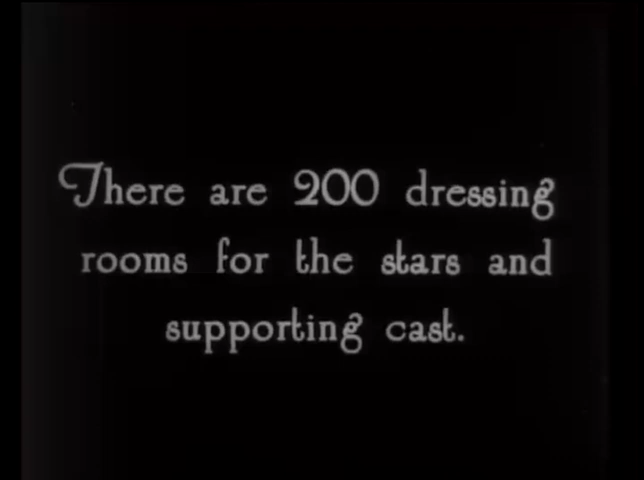 There are 200 dressing
rooms for the stars and
supporting cast.